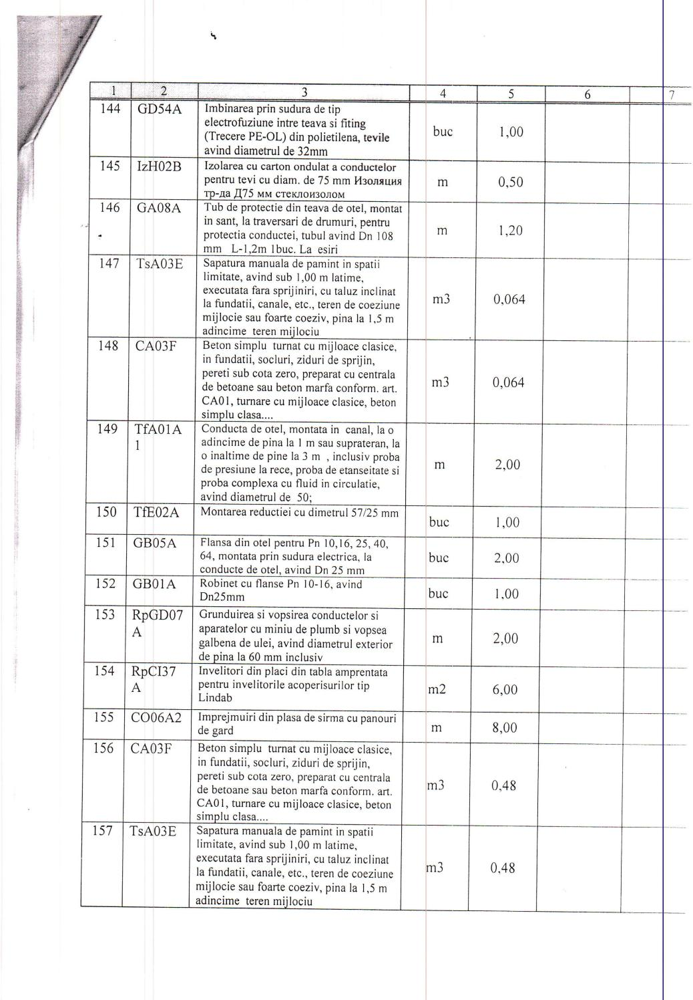 1 2 3 4 5 6 7
144 GD54A Imbinarea prin sudura de tip
electrofuziune intre teava si fiting
(Trecere PE-OL) din polietilena, tevile
avind diametrul de 32mm
buc 1,00
145 IzH02B Izolarea cu carton ondulat a conductelor
pentru tevi cu diam. de 75 mm Изоляция
тр-да Д75 мм стеклоизолом
m 0,50
146 GA08A Tub de protectie din teava de otel, montat
in sant, la traversari de drumuri, pentru
protectia conductei, tubul avind Dn 108
mm L-1,2m 1buc. La esiri
m 1,20
147 TsA03E Sapatura manuala de pamint in spatii
limitate, avind sub 1,00 m latime,
executata fara sprijiniri, cu taluz inclinat
la fundatii, canale, etc., teren de coeziune
mijlocie sau foarte coeziv, pina la 1,5 m
adincime teren mijlociu
m3 0,064
148 CA03F Beton simplu turnat cu mijloace clasice,
in fundatii, socluri, ziduri de sprijin,
pereti sub cota zero, preparat cu centrala
de betoane sau beton marfa conform. art.
CA01, turnare cu mijloace clasice, beton
simplu clasa....
m3 0,064
149 TfA01A
1
Conducta de otel, montata in canal, la o
adincime de pina la 1 m sau suprateran, la
o inaltime de pine la 3 m , inclusiv proba
de presiune la rece, proba de etanseitate si
proba complexa cu fluid in circulatie,
avind diametrul de 50;
m 2,00
150 TfE02A Montarea reductiei cu dimetrul 57/25 mm
buc 1,00
151 GB05A Flansa din otel pentru Pn 10,16, 25, 40,
64, montata prin sudura electrica, la
conducte de otel, avind Dn 25 mm
buc 2,00
152 GB01A Robinet cu flanse Pn 10-16, avind
Dn25mm
buc 1,00
153 RpGD07
A
Grunduirea si vopsirea conductelor si
aparatelor cu miniu de plumb si vopsea
galbena de ulei, avind diametrul exterior
de pina la 60 mm inclusiv
m 2,00
154 RpCI37
A
Invelitori din placi din tabla amprentata
pentru invelitorile acoperisurilor tip
Lindab
m2 6,00
155 CO06A2 Imprejmuiri din plasa de sirma cu panouri
de gard
m 8,00
156 CA03F Beton simplu turnat cu mijloace clasice,
in fundatii, socluri, ziduri de sprijin,
pereti sub cota zero, preparat cu centrala
de betoane sau beton marfa conform. art.
CA01, turnare cu mijloace clasice, beton
simplu clasa....
m3 0,48
157 TsA03E Sapatura manuala de pamint in spatii
limitate, avind sub 1,00 m latime,
executata fara sprijiniri, cu taluz inclinat
la fundatii, canale, etc., teren de coeziune
mijlocie sau foarte coeziv, pina la 1,5 m
adincime teren mijlociu
m3 0,48